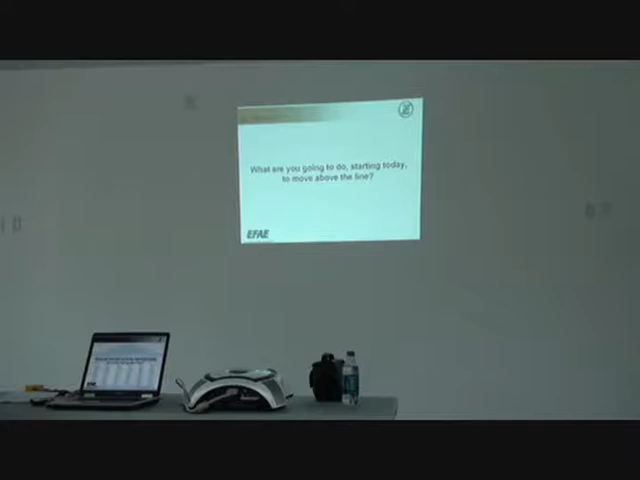 What are you going to do, starting today,
to move above the line?
EFAE